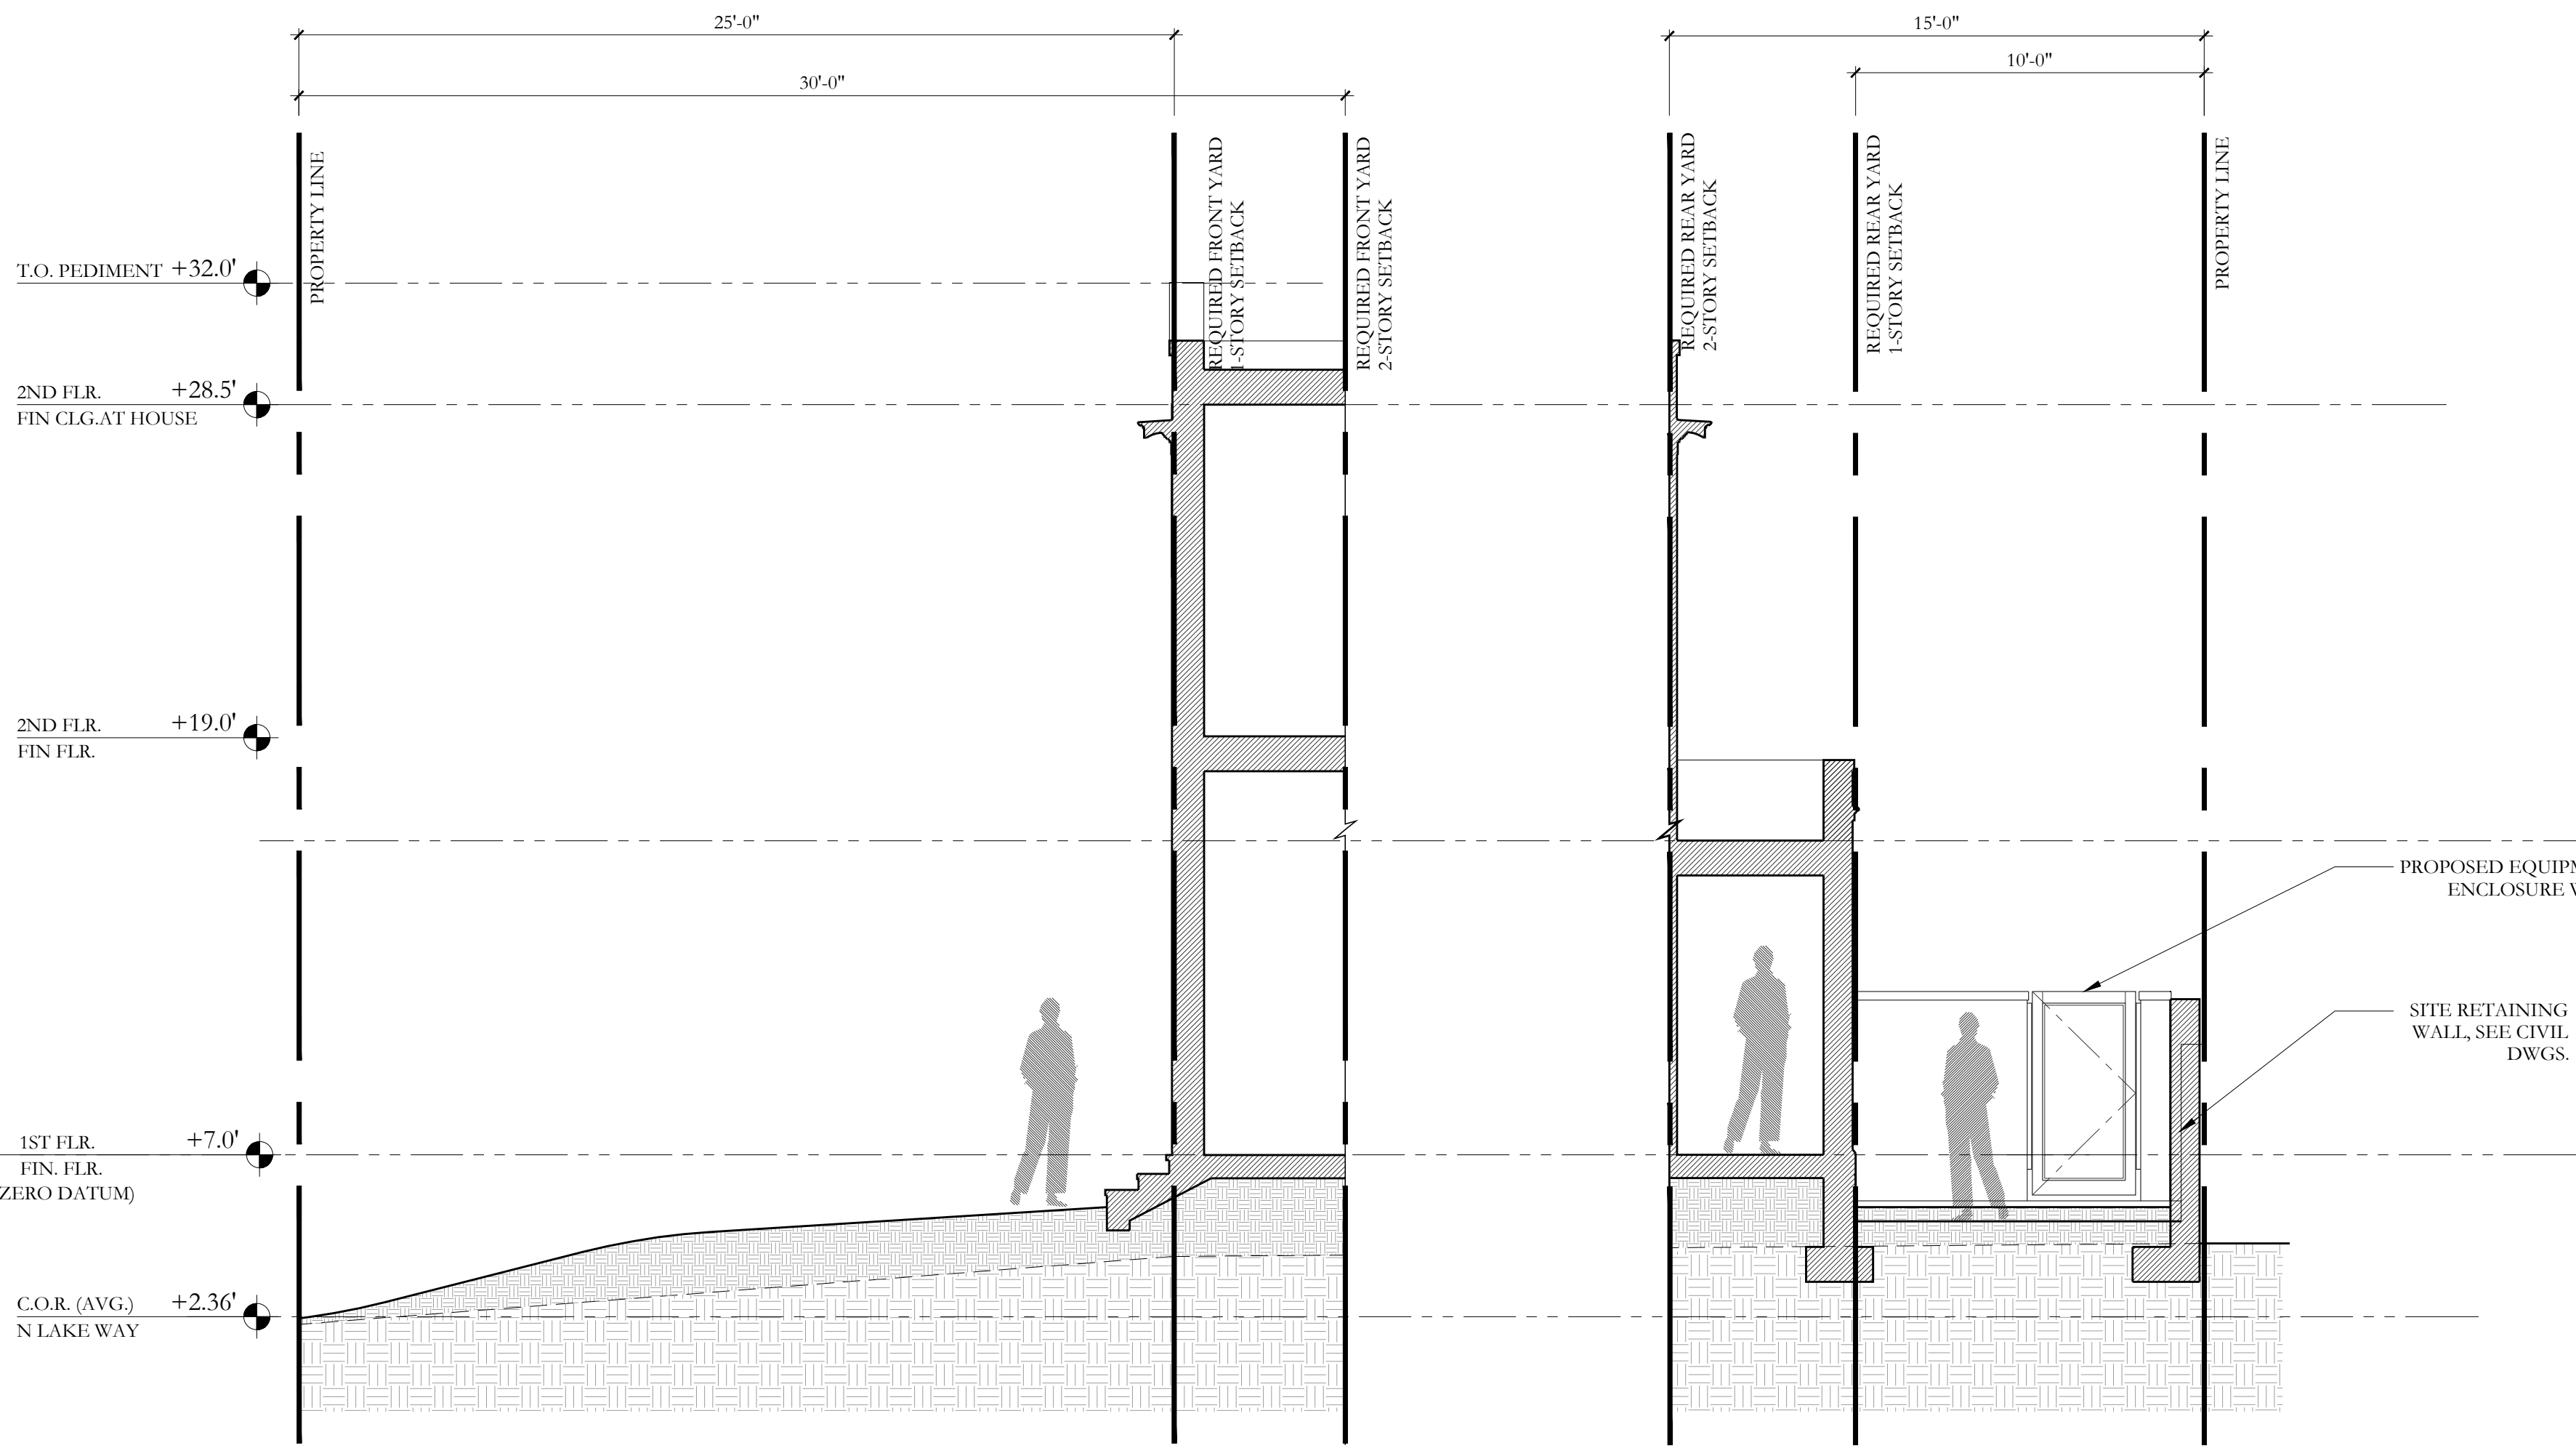 25'-0"
15'-0"
30'-0"
10'-0"
PROPERTY LINE
REQUIRED FRONT YARD
1-STORY SETBACK
REQUIRED FRONT YARD
2-STORY SETBACK
REQUIRED REAR YARD
2-STORY SETBACK
REQUIRED REAR YARD
1-STORY SETBACK
PROPERTY LINE
T.O. PEDIMENT +32.0'
2ND FLR. +28.5'
FIN CLG.AT HOUSE
2ND FLR. +19.0'
FIN FLR.
PROPOSED EQUIPM
ENCLOSURE W
SITE RETAINING
WALL, SEE CIVIL
DWGS.
1ST FLR. +7.0'
FIN. FLR.
ZERO DATUM)
C.O.R. (AVG.) +2.36'
N LAKE WAY